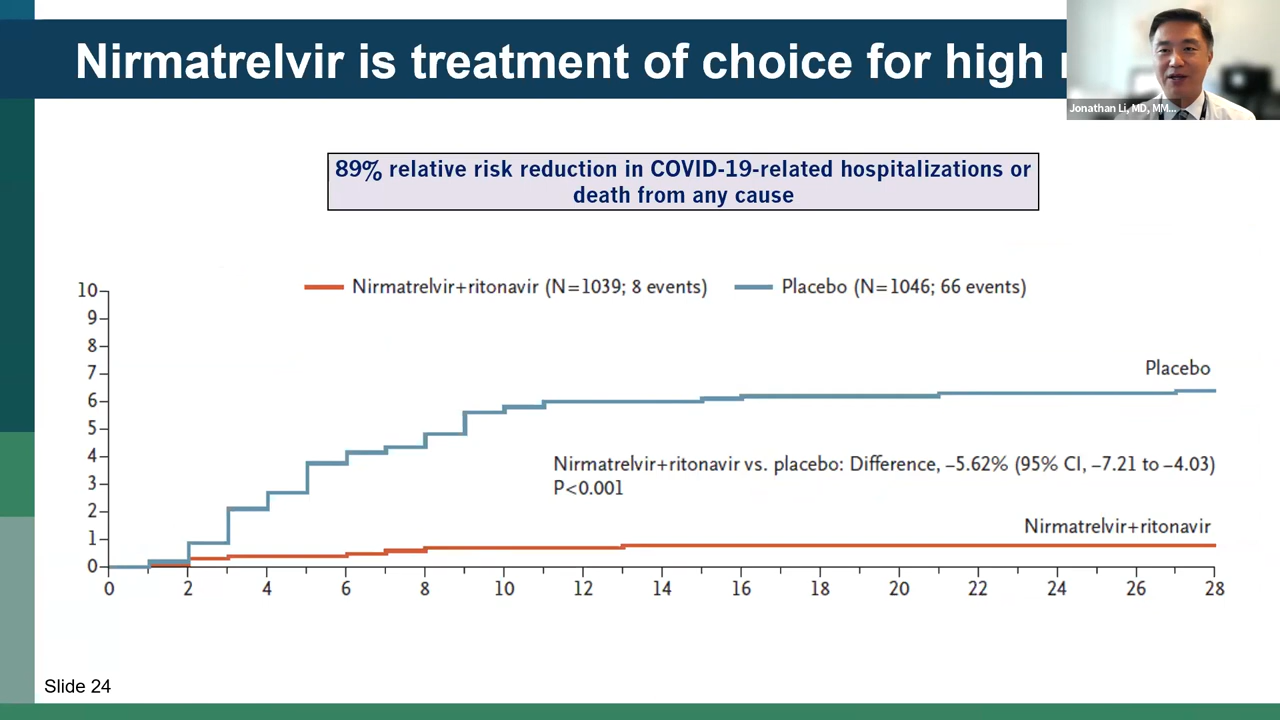 Nirmatrelvir is treatment of choice for high
Jonathan Li, MD, MM...
89% relative risk reduction in COVID-19-related hospitalizations or
death from any cause
Nirmatrelvir+ritonavir (N=1039; 8 events)
Placebo (N=1046; 66 events)
10
9
8
7
6
5
4
3
2
1
0
Placebo
Nirmatrelvir+ritonavir vs. placebo: Difference, −5.62% (95% CI, −7.21 to −4.03)
P<0.001
Nirmatrelvir+ritonavir
0 2 4 6 8 10 12 14 16 18 20 22 24 26 28
Slide 24